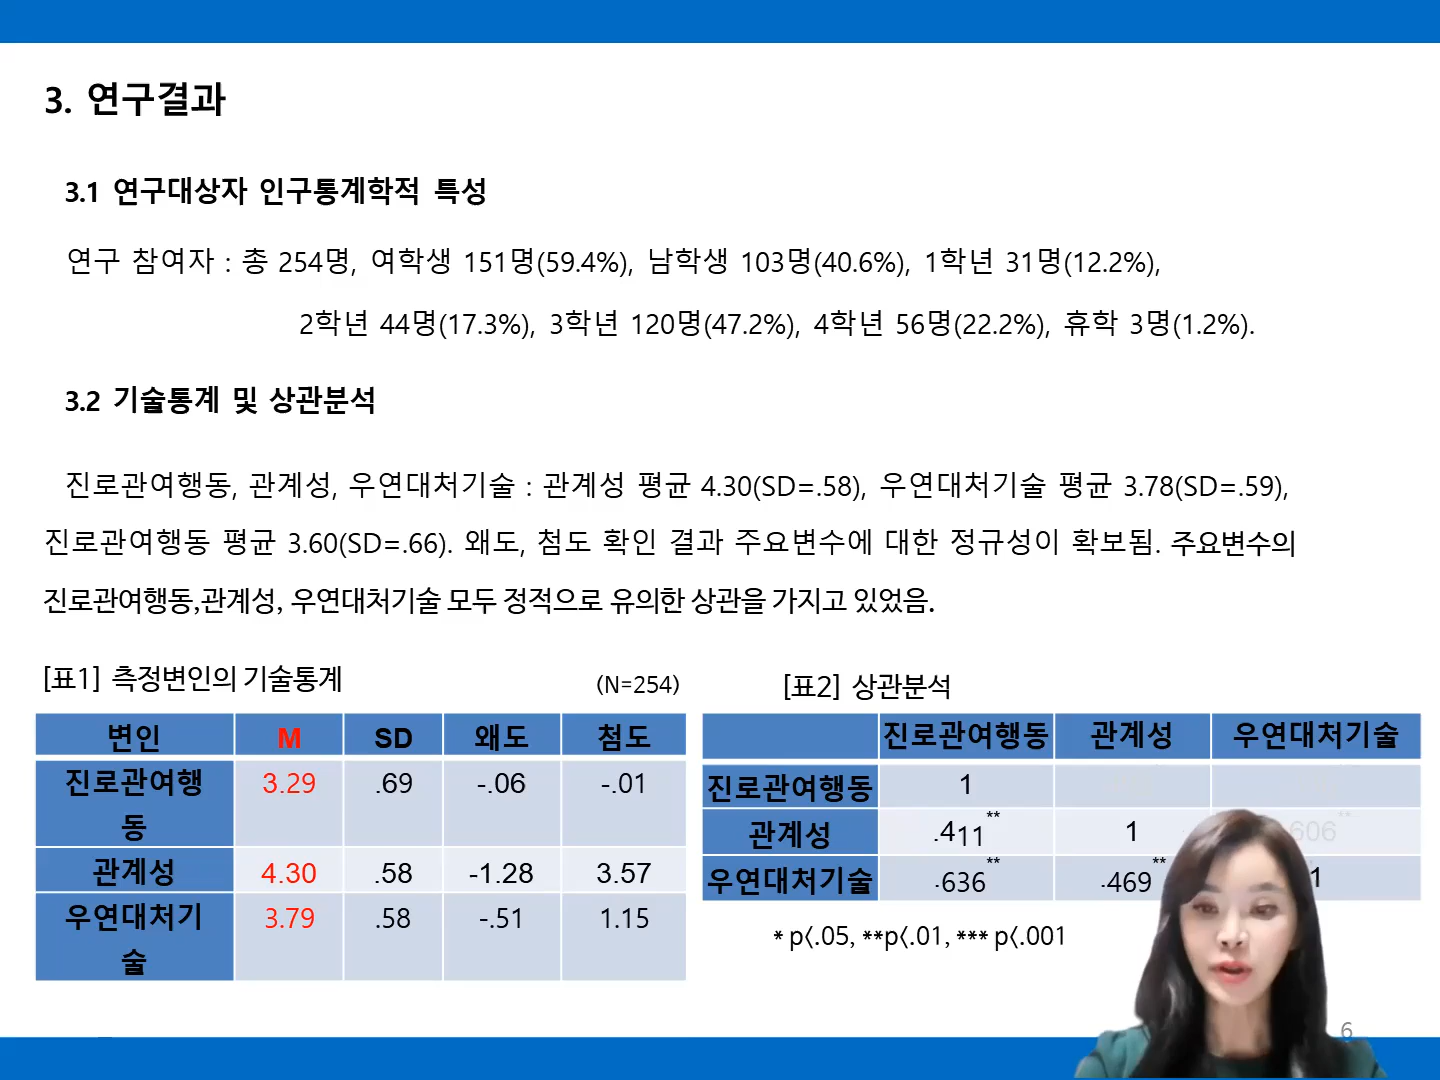 3. 연구결과
3.1 연구대상자 인구통계학적 특성
연구 참여자 : 총 254명, 여학생 151명(59.4%), 남학생 103명(40.6%), 1학년 31명(12.2%),
2학년 44명(17.3%), 3학년 120명(47.2%), 4학년 56명(22.2%), 휴학 3명(1.2%).
3.2 기술통계 및 상관분석
진로관여행동, 관계성, 우연대처기술 : 관계성 평균 4.30(SD=.58), 우연대처기술 평균 3.78(SD=.59),
진로관여행동 평균 3.60(SD=.66). 왜도, 첨도 확인 결과 주요변수에 대한 정규성이 확보됨. 주요변수의
진로관여행동,관계성, 우연대처기술 모두 정적으로 유의한 상관을 가지고 있었음.
[표1] 측정변인의 기술통계 (N=254)
변인 M SD 왜도 첨도
진로관여행
동 3.29 .69 -.06 -.01
관계성 4.30 .58 -1.28 3.57
우연대처기
술 3.79 .58 -.51 1.15
[표2] 상관분석
진로관여행동 관계성 우연대처기술
진로관여행동 1
관계성 .411** 1 606**
우연대처기술 .636** .469** 1
* p<.05, **p<.01, *** p<.001
6